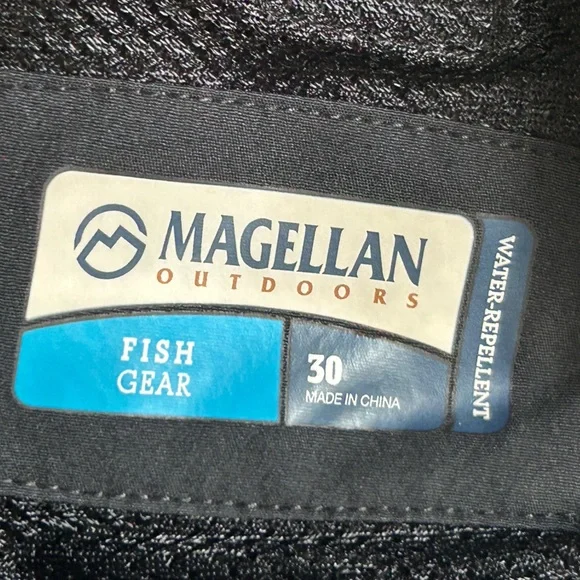 MAGELLAN
OUTDOORS
FISH
GEAR
30
MADE IN CHINA
WATER-REPELLENT